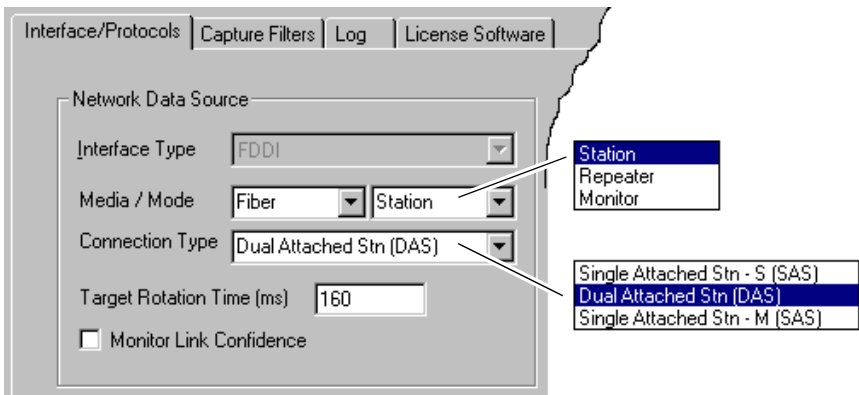 Interface/Protocols Capture Filters Log License Software
Network Data Source
Interface Type FDDI
Media / Mode Fiber Station
Connection Type Dual Attached Stn (DAS)
Target Rotation Time (ms) 160
Monitor Link Confidence
Station
Repeater
Monitor
Single Attached Stn - S (SAS)
Dual Attached Stn (DAS)
Single Attached Stn - M (SAS)